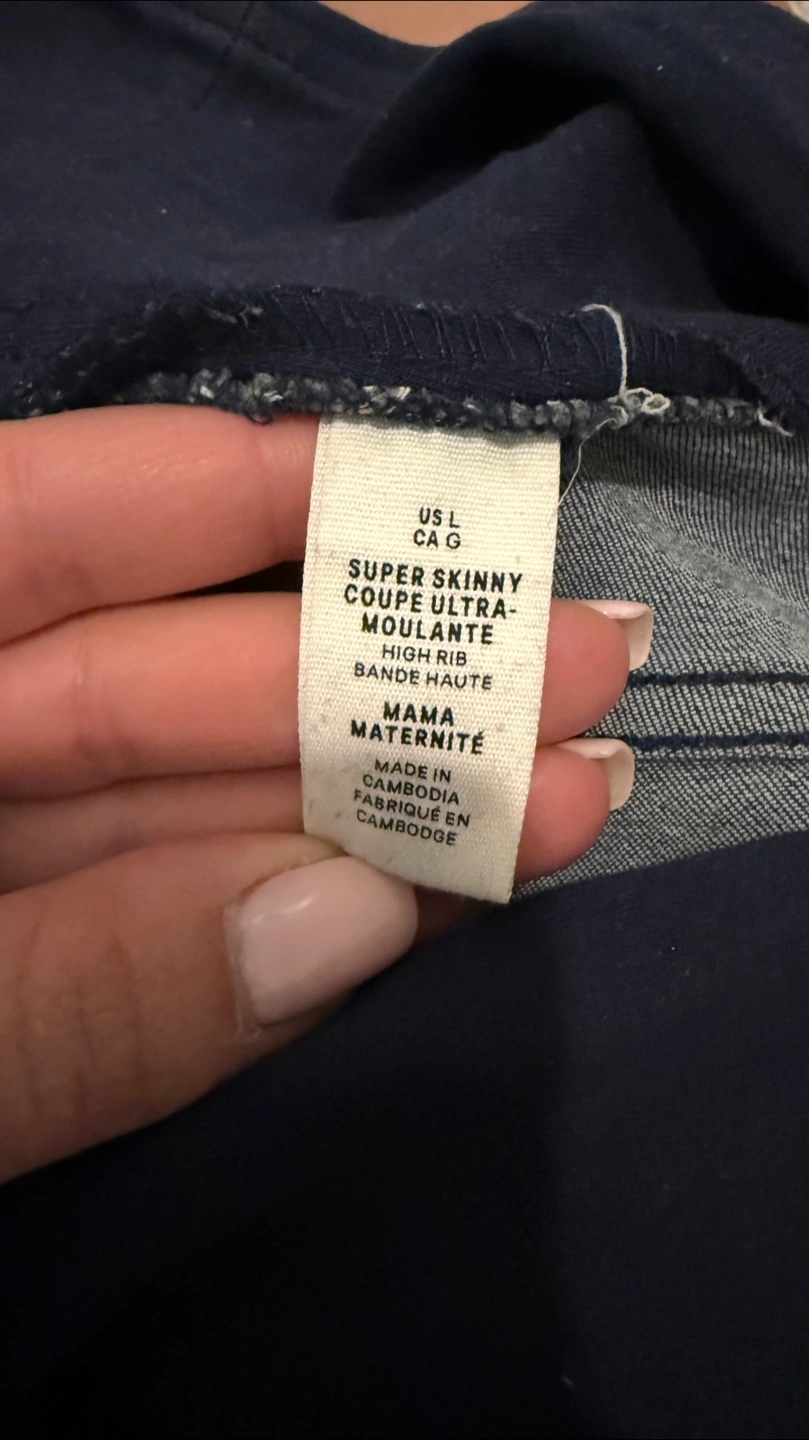 US L
CA G
SUPER SKINNY
COUPE ULTRA-
MOULANTE
HIGH RIB
BANDE HAUTE
MAMA
MATERNITÉ
MADE IN
CAMBODIA
FABRIQUÉ EN
CAMBODGE